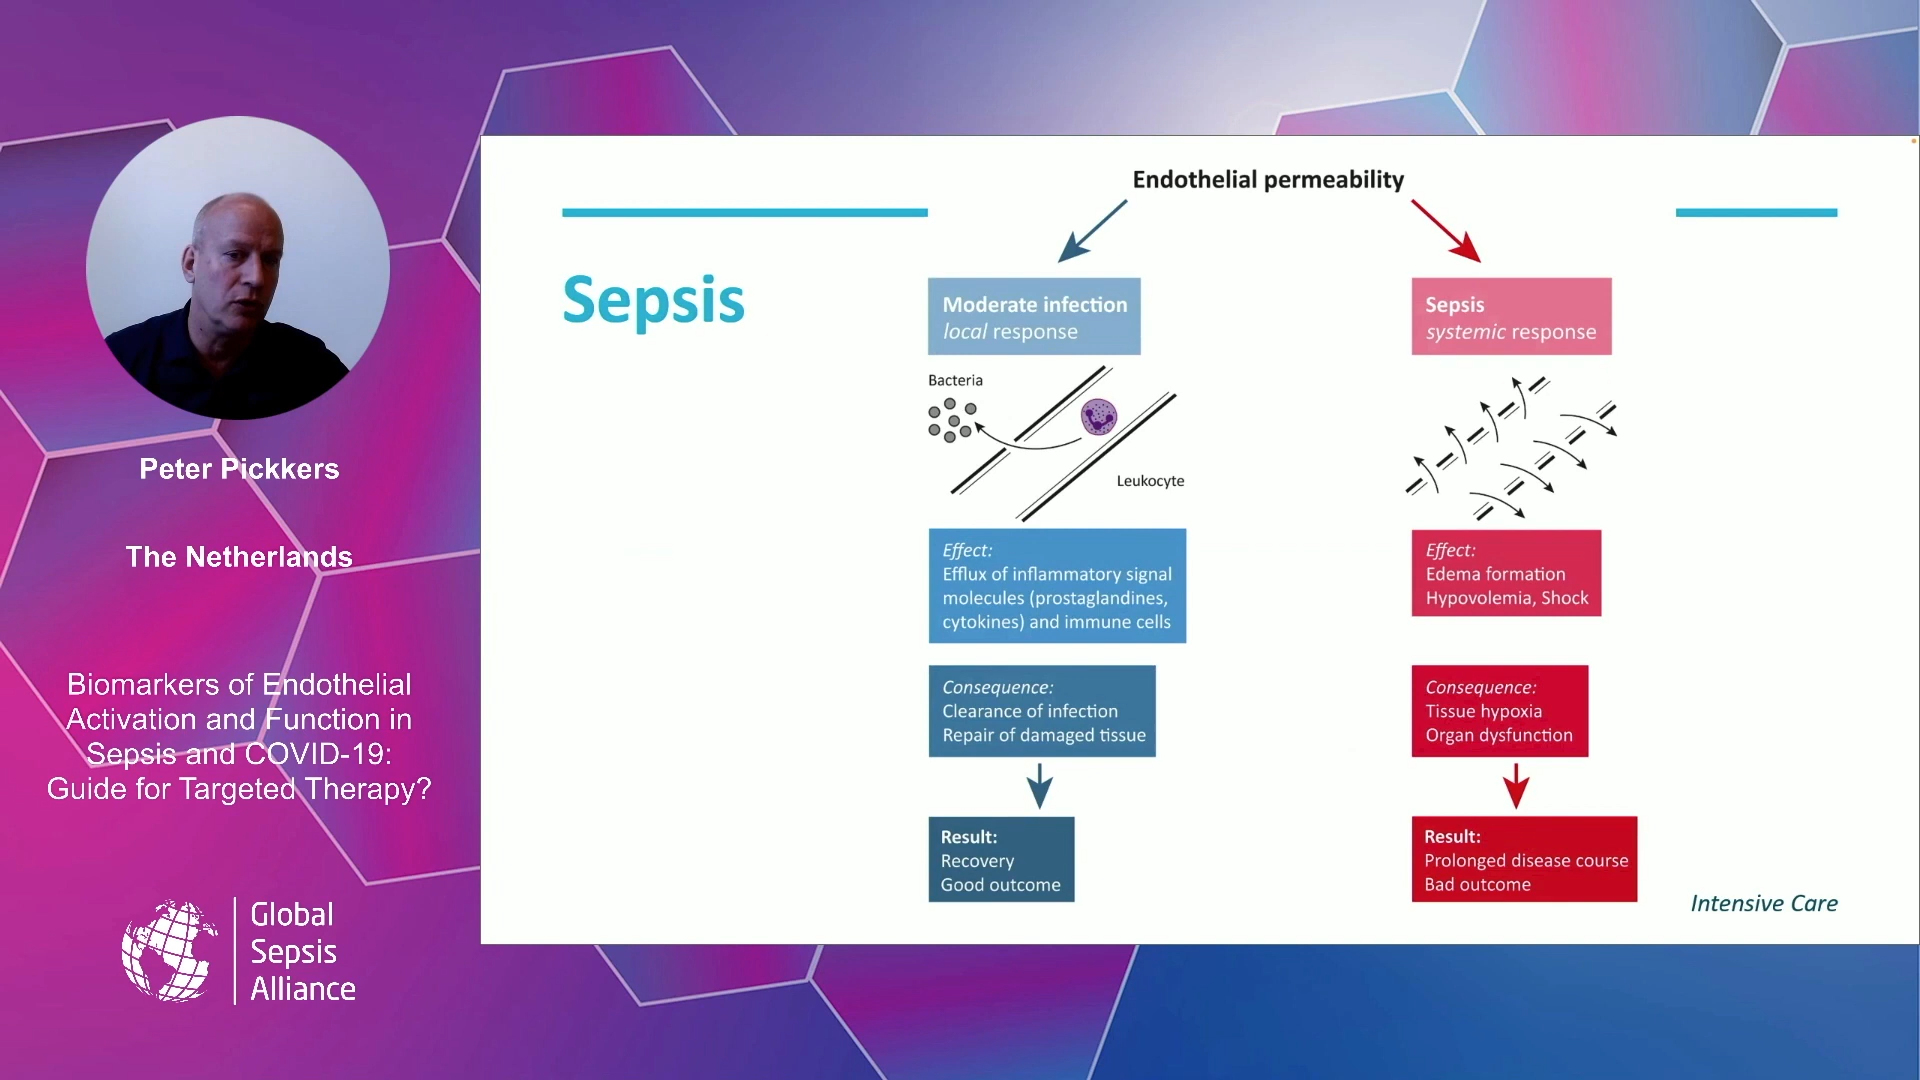 Peter Pickkers
The Netherlands
Biomarkers of Endothelial
Activation and Function in
Sepsis and COVID-19:
Guide for Targeted Therapy?
Global
Sepsis
Alliance
Endothelial permeability
Sepsis
Moderate infection
local response
Bacteria
Leukocyte
Effect:
Efflux of inflammatory signal
molecules (prostaglandines,
cytokines) and immune cells
Consequence:
Clearance of infection
Repair of damaged tissue
Result:
Recovery
Good outcome
Sepsis
systemic response
Effect:
Edema formation
Hypovolemia, Shock
Consequence:
Tissue hypoxia
Organ dysfunction
Result:
Prolonged disease course
Bad outcome
Intensive Care